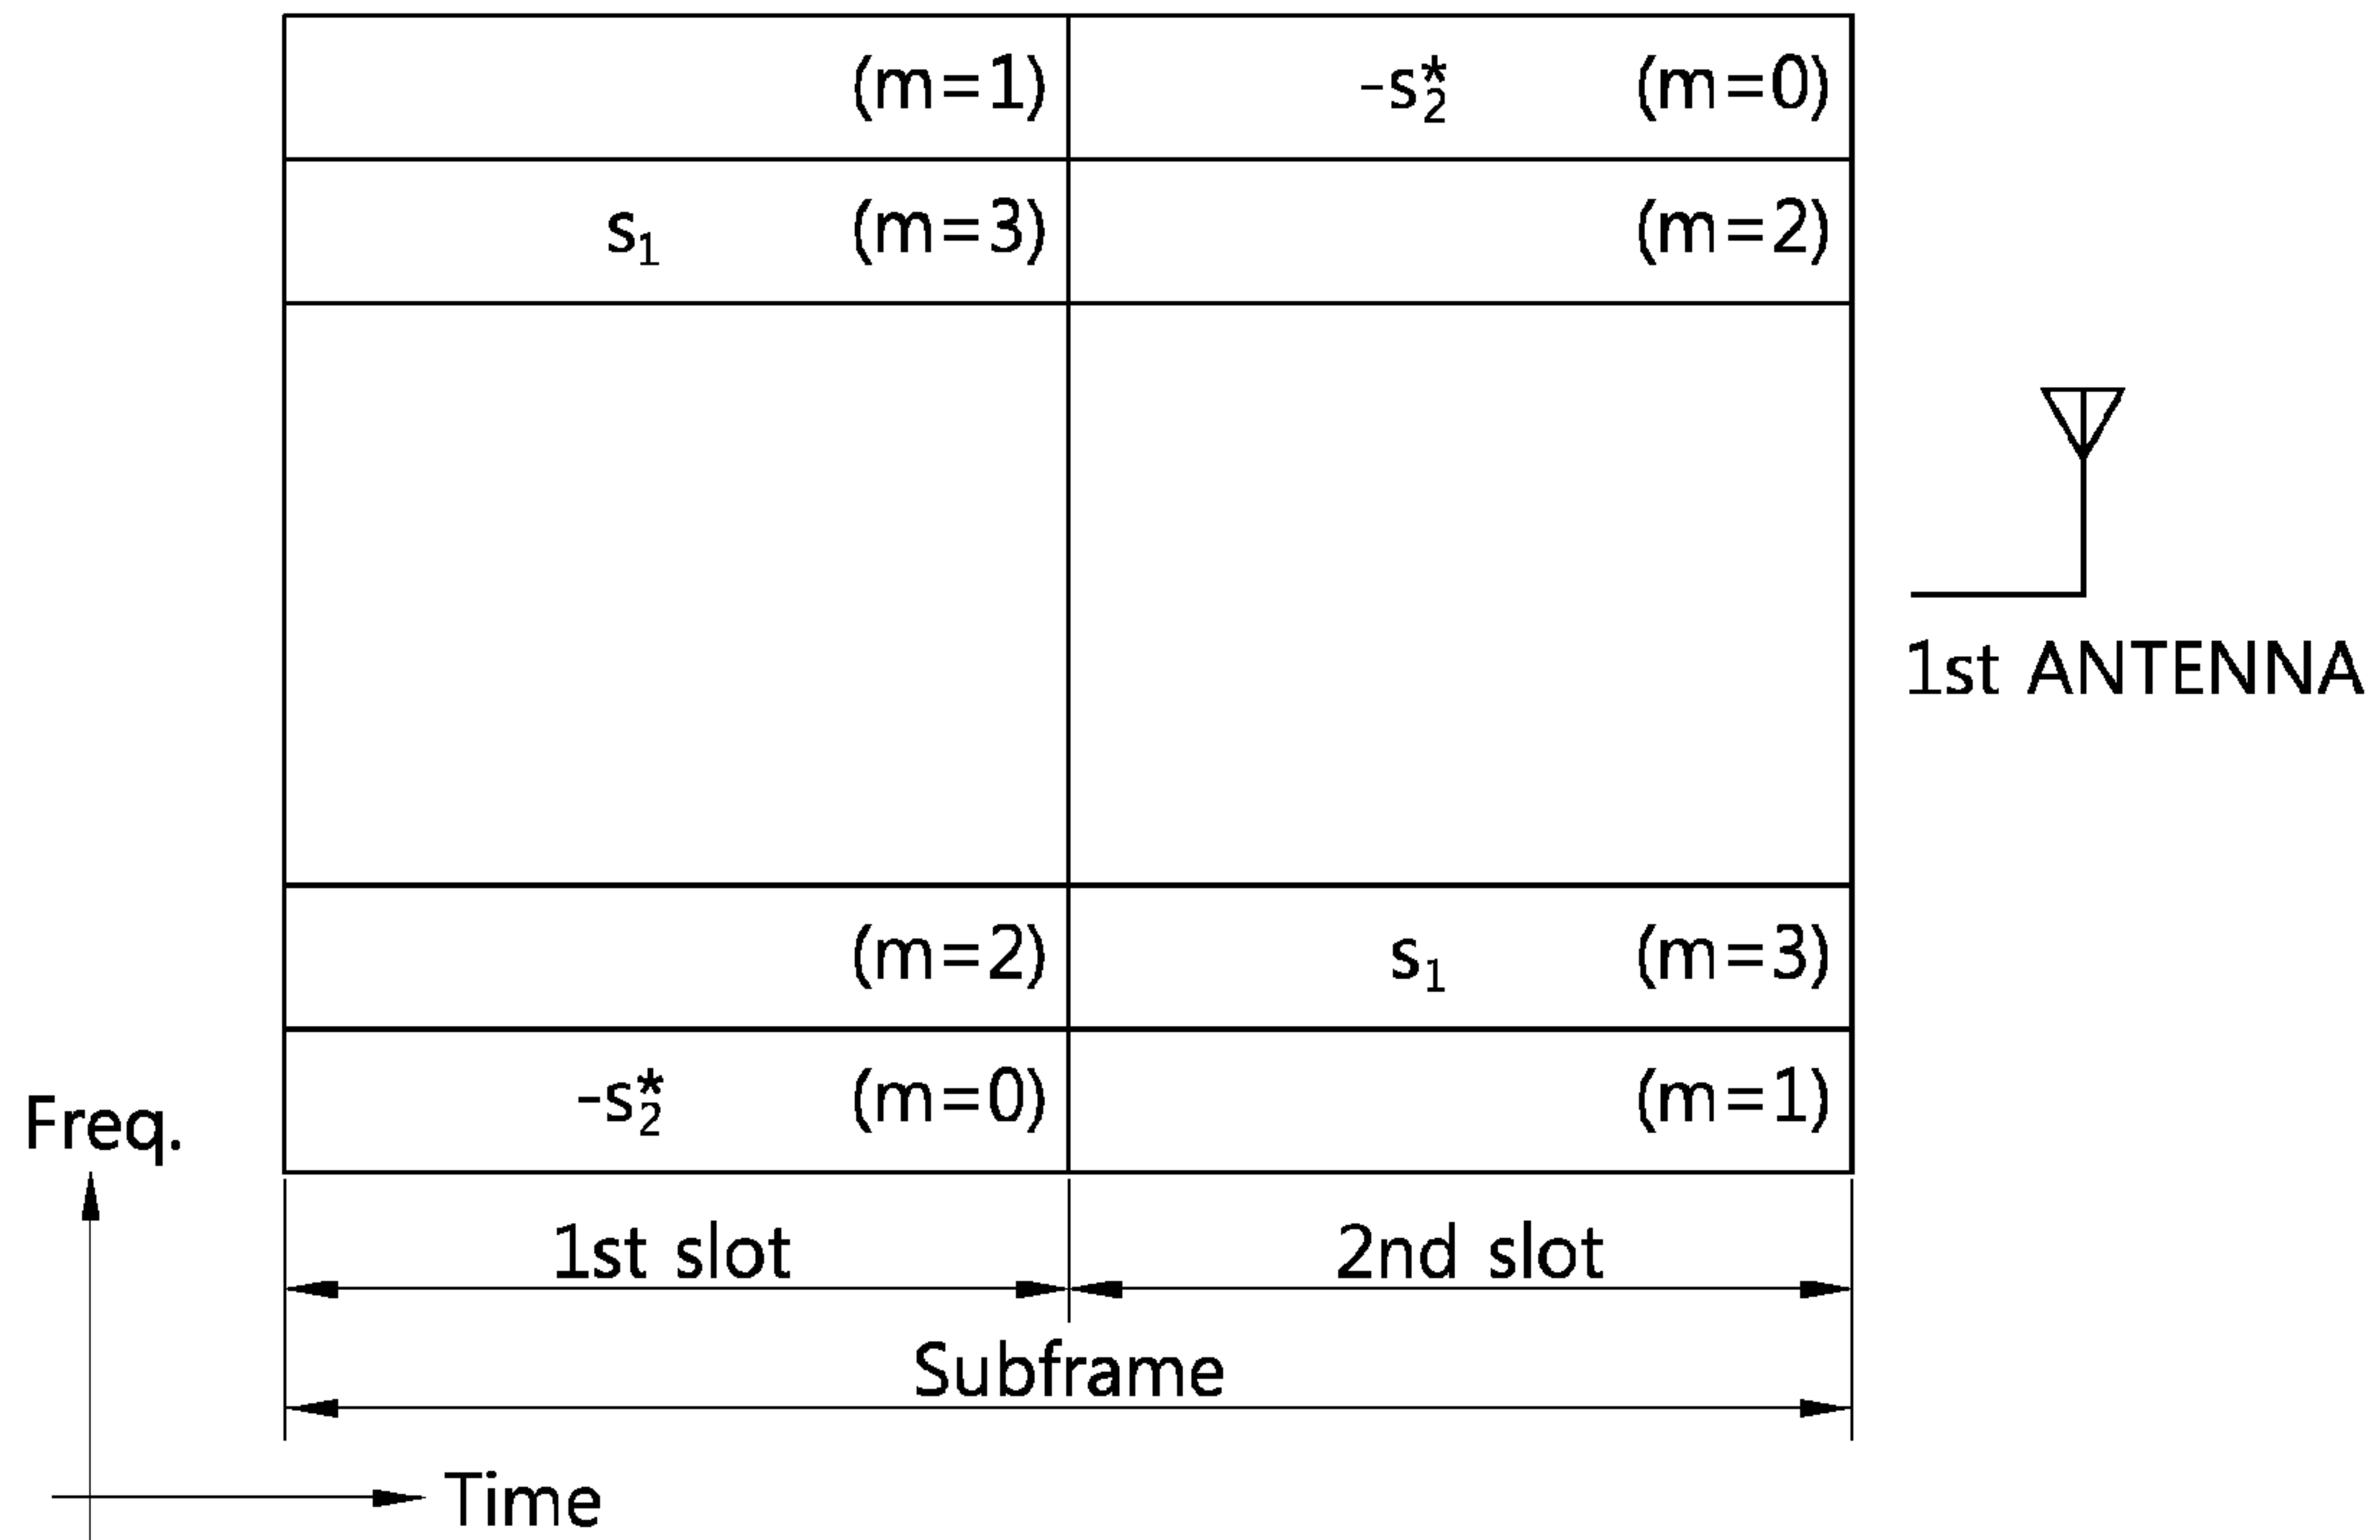 (m=1) -s₂* (m=0)
s₁ (m=3) (m=2)
1st ANTENNA
(m=2) s₁ (m=3)
-s₂* (m=0) (m=1)
Freq.
1st slot 2nd slot
Subframe
Time